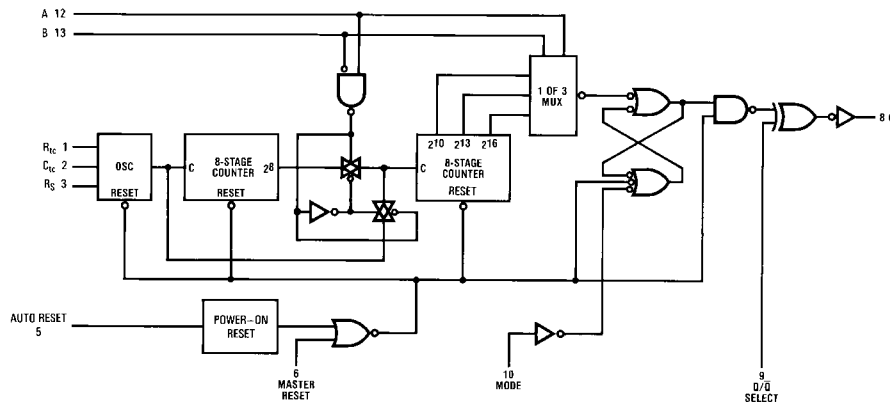 A 12
B 13
1 OF 3
MUX
2¹⁰ 2¹³ 2¹⁶
Rtc 1
Ctc 2
RS 3
OSC
RESET
C
8-STAGE
COUNTER
2⁸
RESET
C
8-STAGE
COUNTER
RESET
8
AUTO RESET
5
POWER-ON
RESET
6
MASTER
RESET
10
MODE
9
Q/Q̅
SELECT